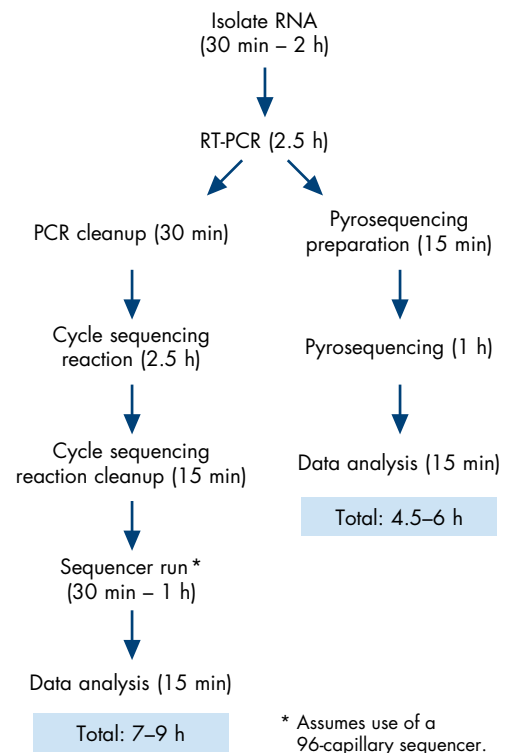 Isolate RNA
(30 min – 2 h)
RT-PCR (2.5 h)
PCR cleanup (30 min)
Cycle sequencing
reaction (2.5 h)
Cycle sequencing
reaction cleanup (15 min)
Sequencer run*
(30 min – 1 h)
Data analysis (15 min)
Total: 7–9 h
Pyrosequencing
preparation (15 min)
Pyrosequencing (1 h)
Data analysis (15 min)
Total: 4.5–6 h
* Assumes use of a
96-capillary sequencer.